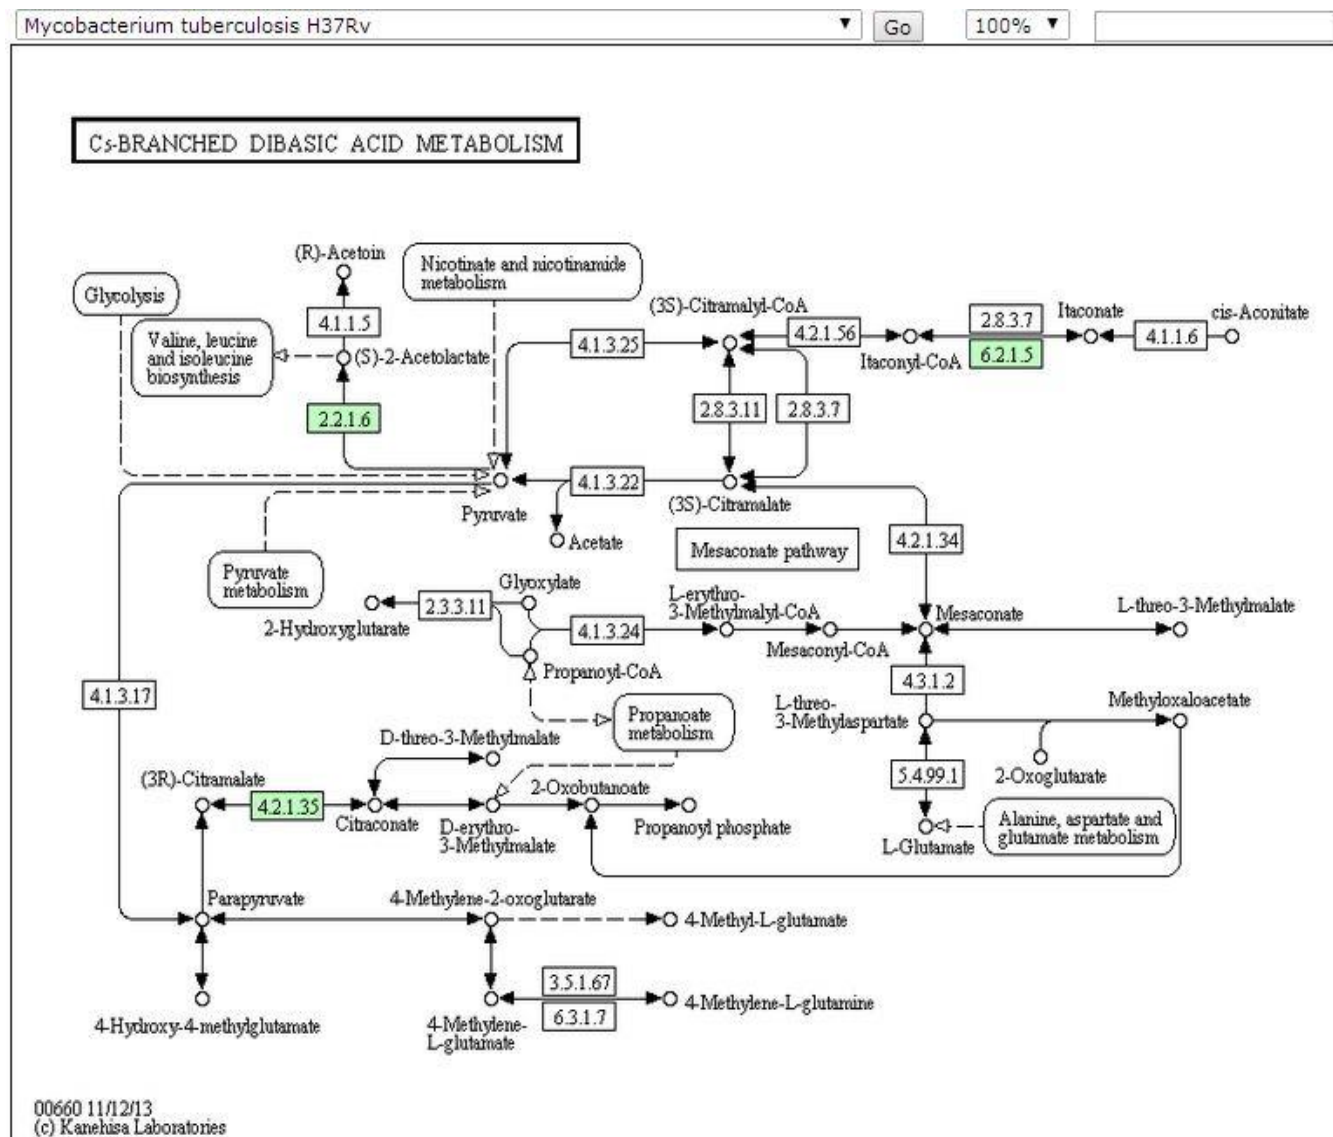 Mycobacterium tuberculosis H37Rv
Go
100%
C5-BRANCHED DIBASIC ACID METABOLISM
(R)-Acetoin
Nicotinate and nicotinamide
metabolism
Glycolysis
4.1.1.5
Valine, leucine
and isoleucine
biosynthesis
(S)-2-Acetolactate
2.2.1.6
4.1.3.25
(3S)-Citramalyl-CoA
4.2.1.56
Itaconyl-CoA
2.8.3.7
6.2.1.5
Itaconate
4.1.1.6
cis-Aconitate
2.8.3.11
2.8.3.7
Pyruvate
4.1.3.22
(3S)-Citramalate
Acetate
Mesaconate pathway
4.2.1.34
Pyruvate
metabolism
Glyoxylate
2.3.3.11
2-Hydroxyglutarate
4.1.3.24
L-erythro-
3-Methylmalyl-CoA
Mesaconyl-CoA
Mesaconate
L-threo-3-Methylmalate
Propanoyl-CoA
4.1.3.17
4.3.1.2
Propanoate
metabolism
L-threo-
3-Methylaspartate
Methyloxaloacetate
D-threo-3-Methylmalate
5.4.99.1
2-Oxoglutarate
(3R)-Citramalate
4.2.1.35
Citraconate
D-erythro-
3-Methylmalate
2-Oxobutanoate
Propanoyl phosphate
L-Glutamate
Alanine, aspartate and
glutamate metabolism
Parapyruvate
4-Methylene-2-oxoglutarate
4-Methyl-L-glutamate
3.5.1.67
6.3.1.7
4-Methylene-L-glutamine
4-Hydroxy-4-methylglutamate
4-Methylene-
L-glutamate
00660 11/12/13
(c) Kanehisa Laboratories